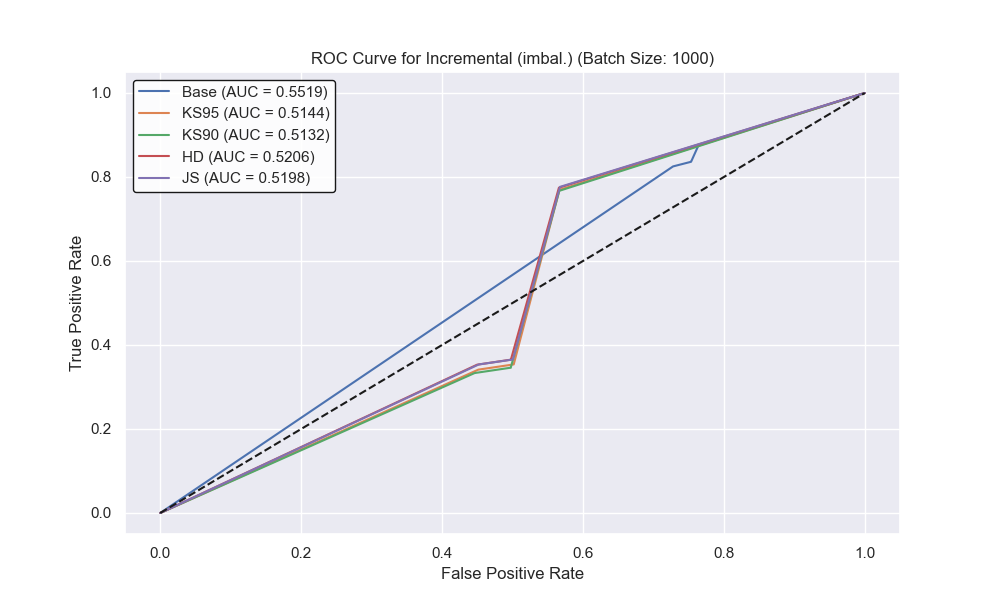 ROC Curve for Incremental (imbal.) (Batch Size: 1000)
Base (AUC = 0.5519)
KS95 (AUC = 0.5144)
KS90 (AUC = 0.5132)
HD (AUC = 0.5206)
JS (AUC = 0.5198)
True Positive Rate
1.0
0.8
0.6
0.4
0.2
0.0
0.0 0.2 0.4 0.6 0.8 1.0
False Positive Rate